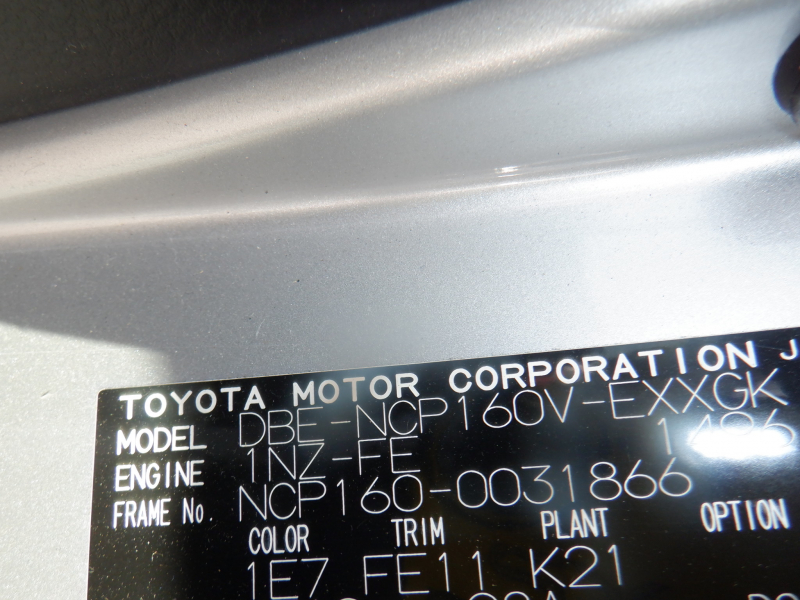 TOYOTA MOTOR CORPORATION
MODEL DBE-NCP160V-EXXGK
ENGINE 1NZ-FE 1496
FRAME No. NCP160-0031866
COLOR TRIM PLANT OPTION
1E7 FE11 K21